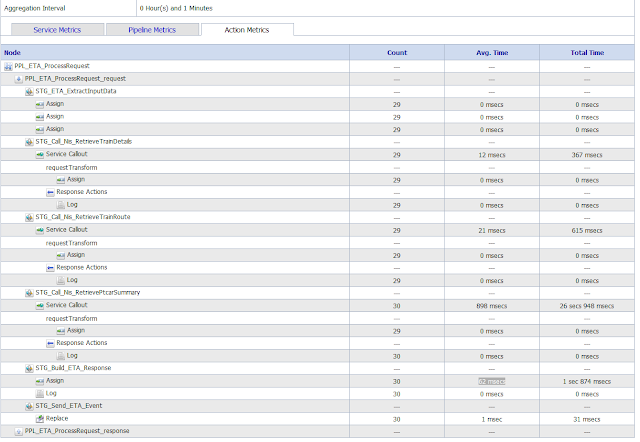 Aggregation Interval 0 Hour(s) and 1 Minutes
Service Metrics Pipeline Metrics Action Metrics
Node Count Avg. Time Total Time
PPL_ETA_ProcessRequest — — —
PPL_ETA_ProcessRequest_request — — —
STG_ETA_ExtractInputData — — —
Assign 29 0 msecs 0 msecs
Assign 29 0 msecs 0 msecs
Assign 29 0 msecs 0 msecs
STG_Call_Nis_RetrieveTrainDetails — — —
Service Callout 29 12 msecs 367 msecs
requestTransform — — —
Assign 29 0 msecs 0 msecs
Response Actions — — —
Log 29 0 msecs 0 msecs
STG_Call_Nis_RetrieveTrainRoute — — —
Service Callout 29 21 msecs 615 msecs
requestTransform — — —
Assign 29 0 msecs 0 msecs
Response Actions — — —
Log 29 0 msecs 0 msecs
STG_Call_Nis_RetrievePtcarSummary — — —
Service Callout 30 898 msecs 26 secs 948 msecs
requestTransform — — —
Assign 29 0 msecs 0 msecs
Response Actions — — —
Log 30 0 msecs 0 msecs
STG_Build_ETA_Response — — —
Assign 30 62 msecs 1 sec 874 msecs
Log 30 0 msecs 0 msecs
STG_Send_ETA_Event — — —
Replace 30 1 msec 31 msecs
PPL_ETA_ProcessRequest_response — — —